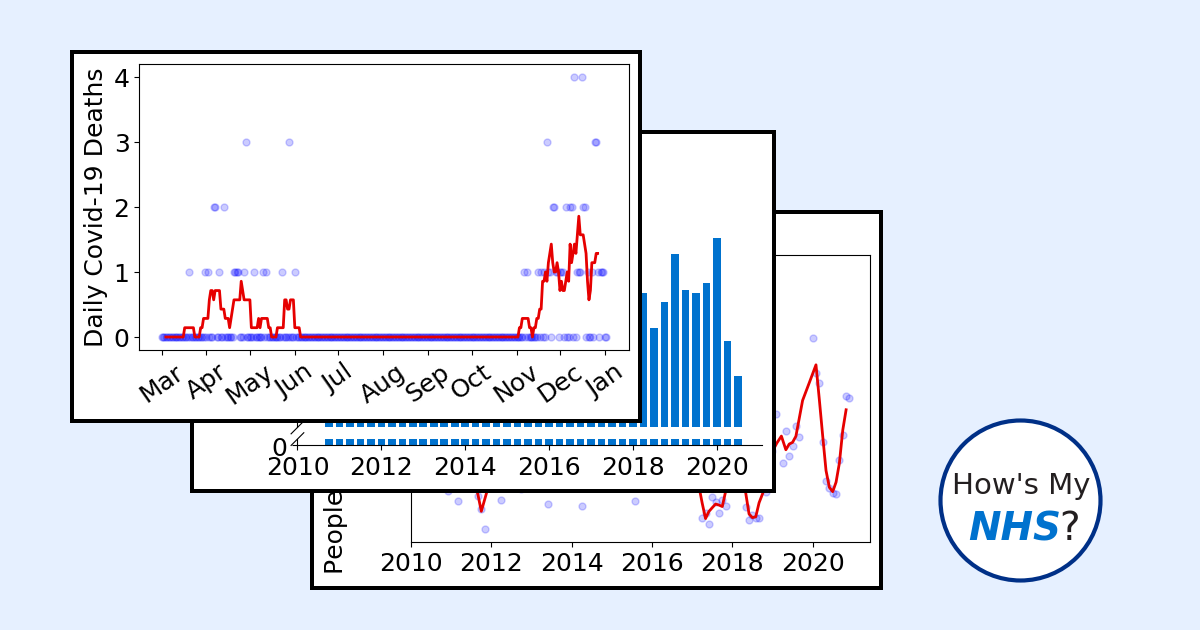 Daily Covid-19 Deaths
4
3
2
1
0
Mar Apr May Jun Jul Aug Sep Oct Nov Dec Jan
0
2010 2012 2014 2016 2018 2020
People
2010 2012 2014 2016 2018 2020
How's My
NHS?